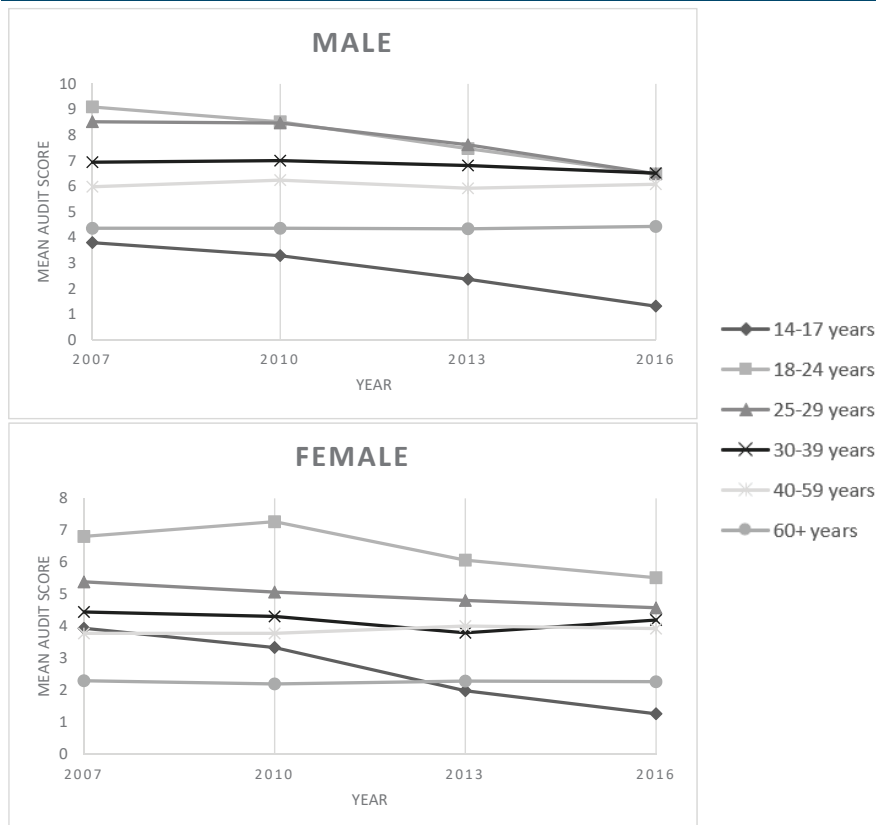 MALE
MEAN AUDIT SCORE
10
9
8
7
6
5
4
3
2
1
0
2007 2010 2013 2016
YEAR
FEMALE
MEAN AUDIT SCORE
8
7
6
5
4
3
2
1
0
2007 2010 2013 2016
YEAR
14-17 years
18-24 years
25-29 years
30-39 years
40-59 years
60+ years